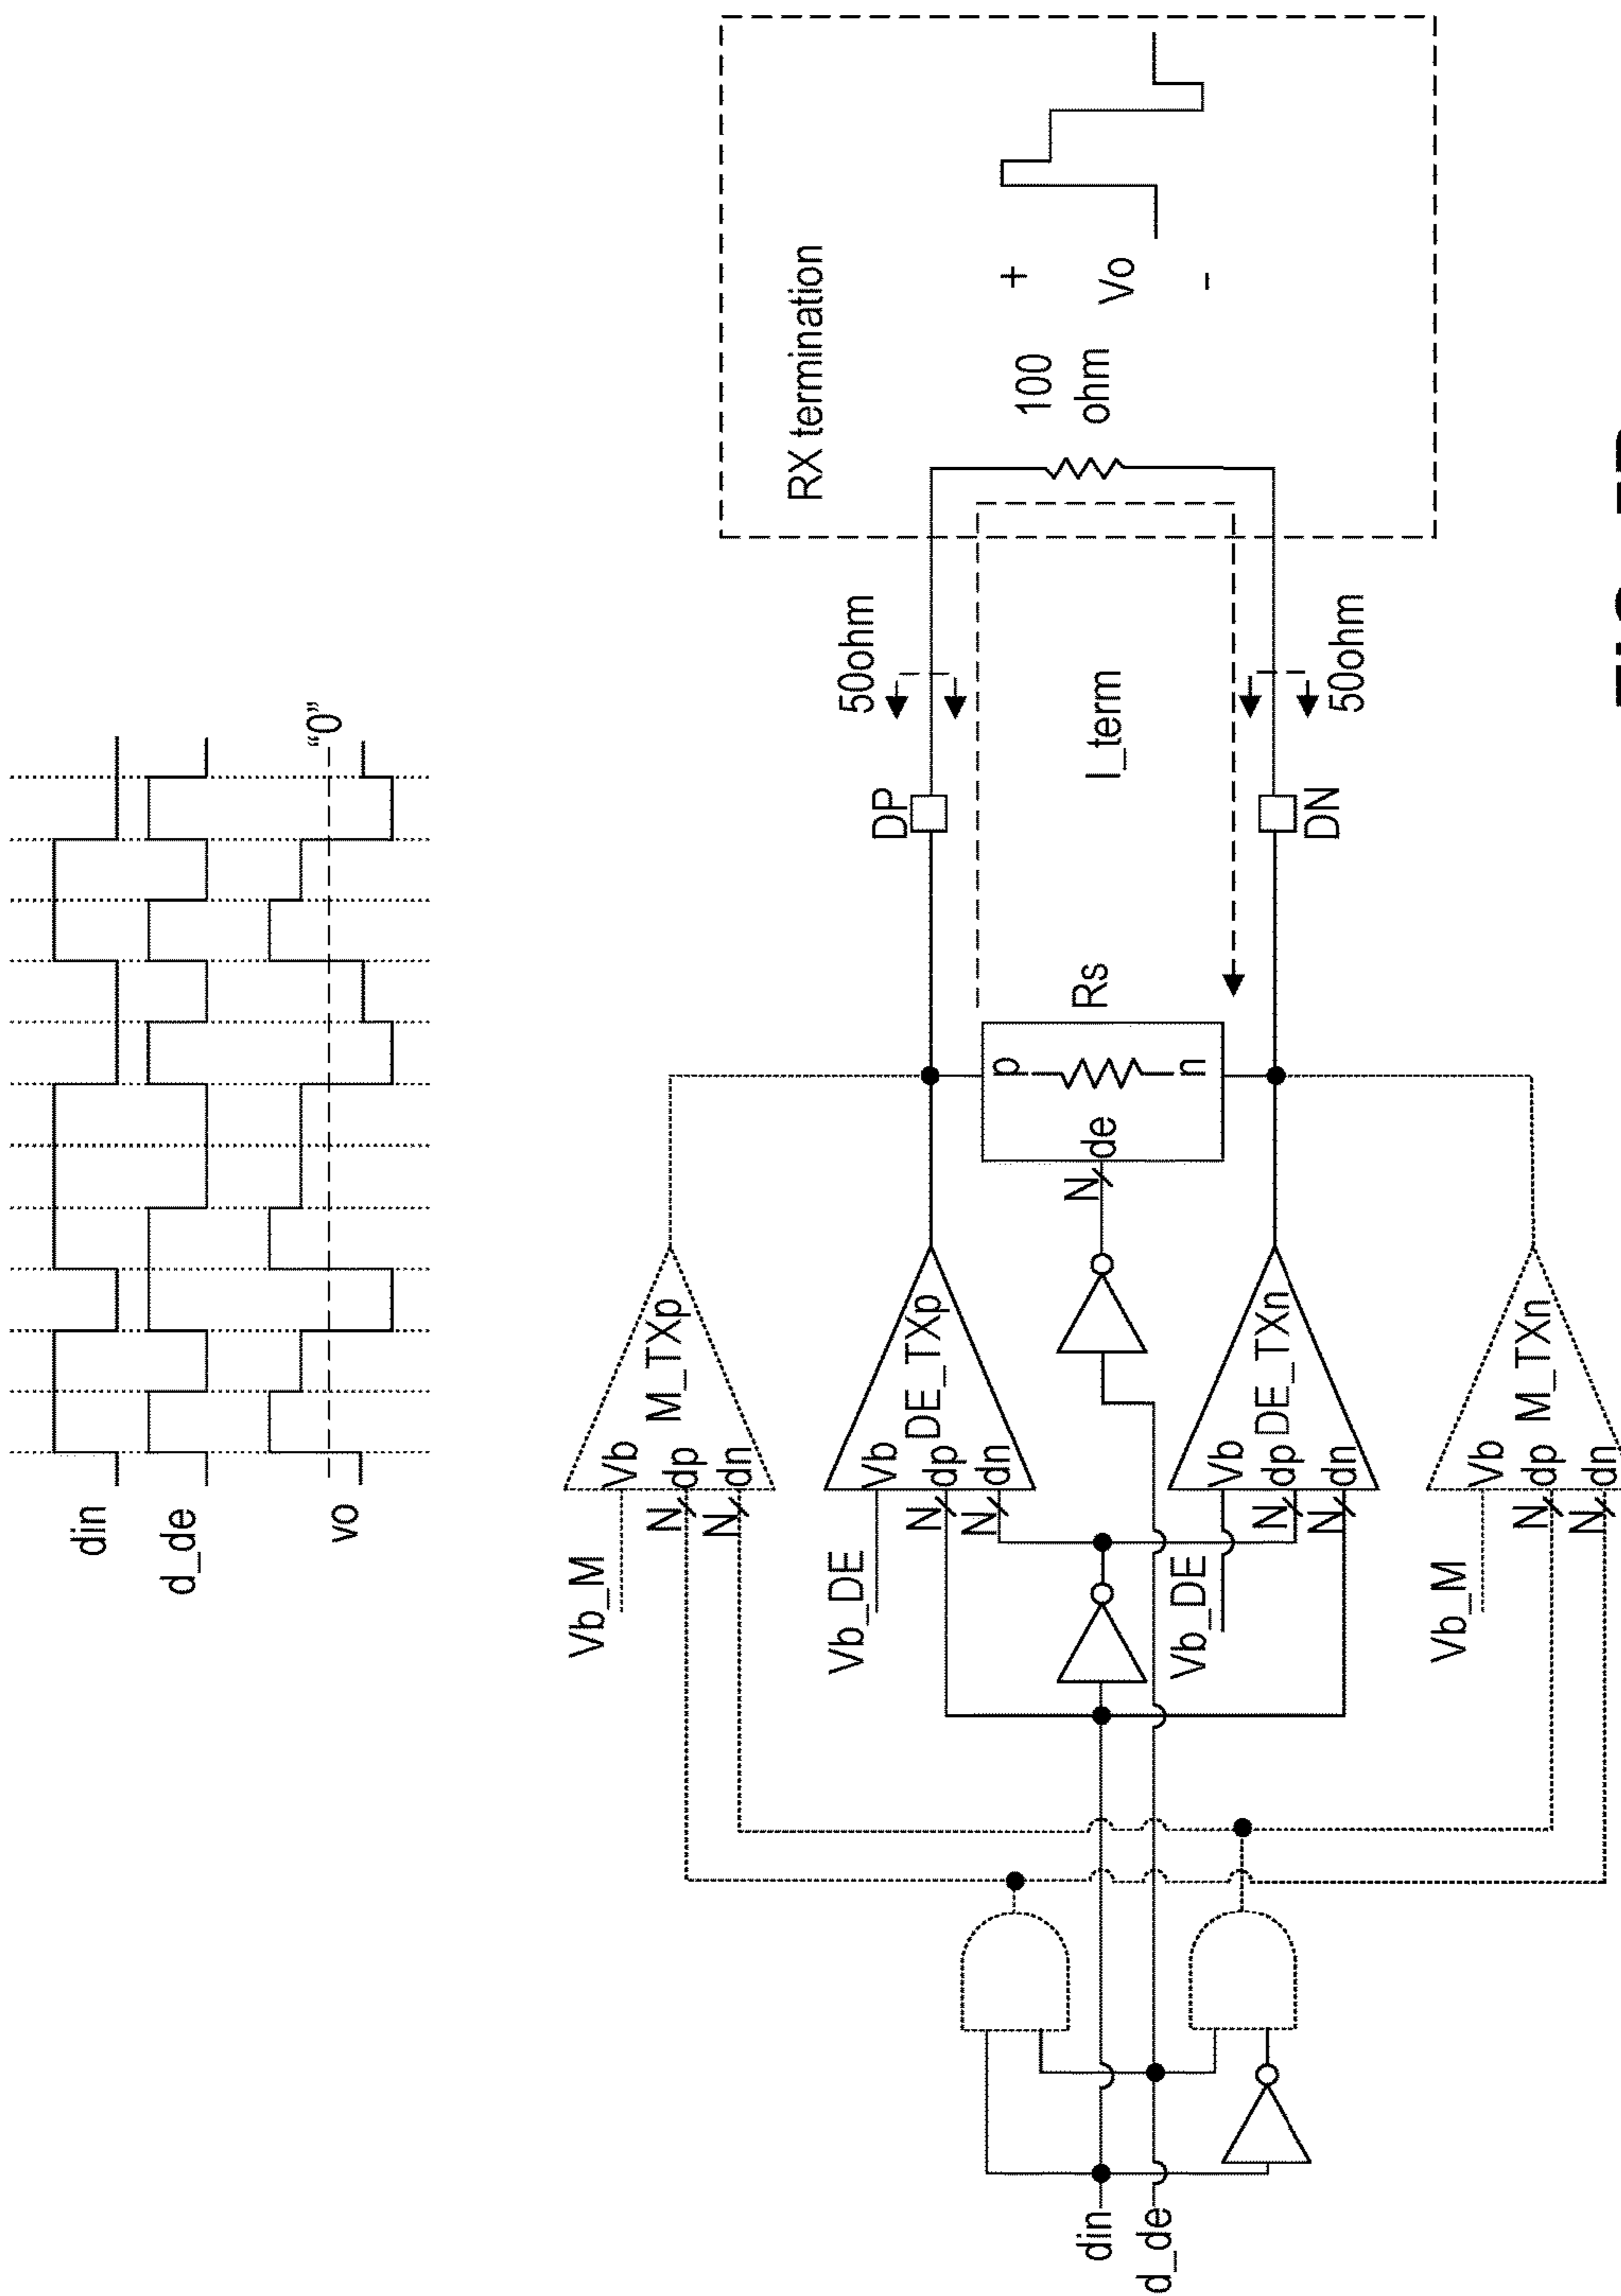 din
d_de
vo
"0"
Vb_M
N
N
Vb
dp
dn
M_TXp
Vb_DE
N
N
Vb
dp
dn
DE_TXp
DP
50ohm
RX termination
100
ohm
+
Vo
-
din
d_de
N
de
p
n
Rs
I_term
Vb_DE
N
N
Vb
dp
dn
DE_TXn
DN
50ohm
Vb_M
N
N
Vb
dp
dn
M_TXn